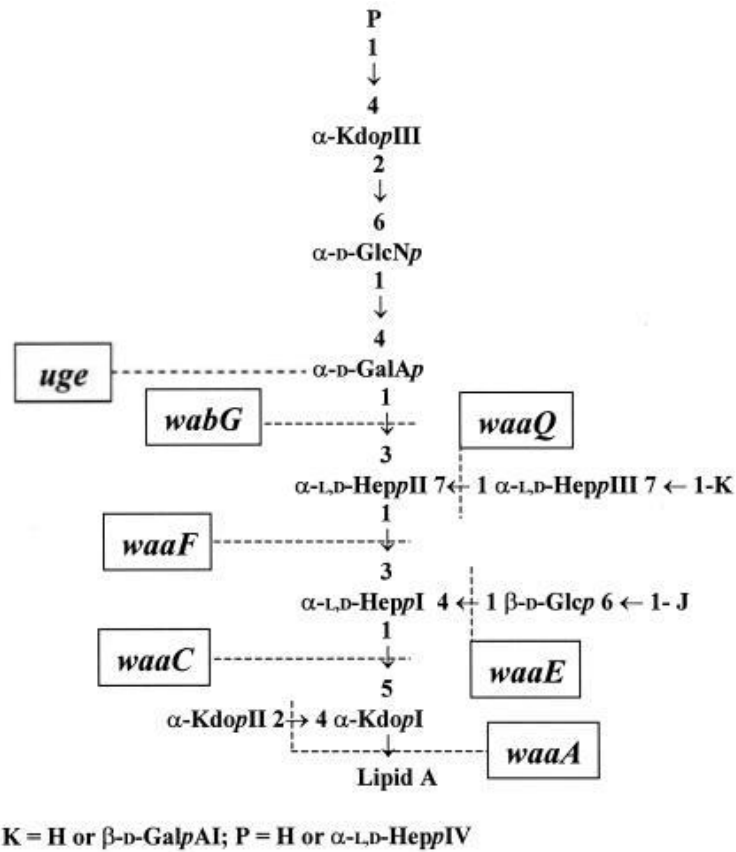 P
1
↓
4
α-KdopIII
2
↓
6
α-D-GlcNp
1
↓
4
uge
α-D-GalAp
1
wabG
↓
waaQ
3
α-L,D-HeppII 7← 1 α-L,D-HeppIII 7 ← 1-K
1
waaF
↓
3
α-L,D-HeppI 4 ← 1 β-D-Glcp 6 ← 1- J
1
waaC
↓
waaE
5
α-KdopII 2→ 4 α-KdopI
↓
waaA
Lipid A
K = H or β-D-GalpAI; P = H or α-L,D-HeppIV